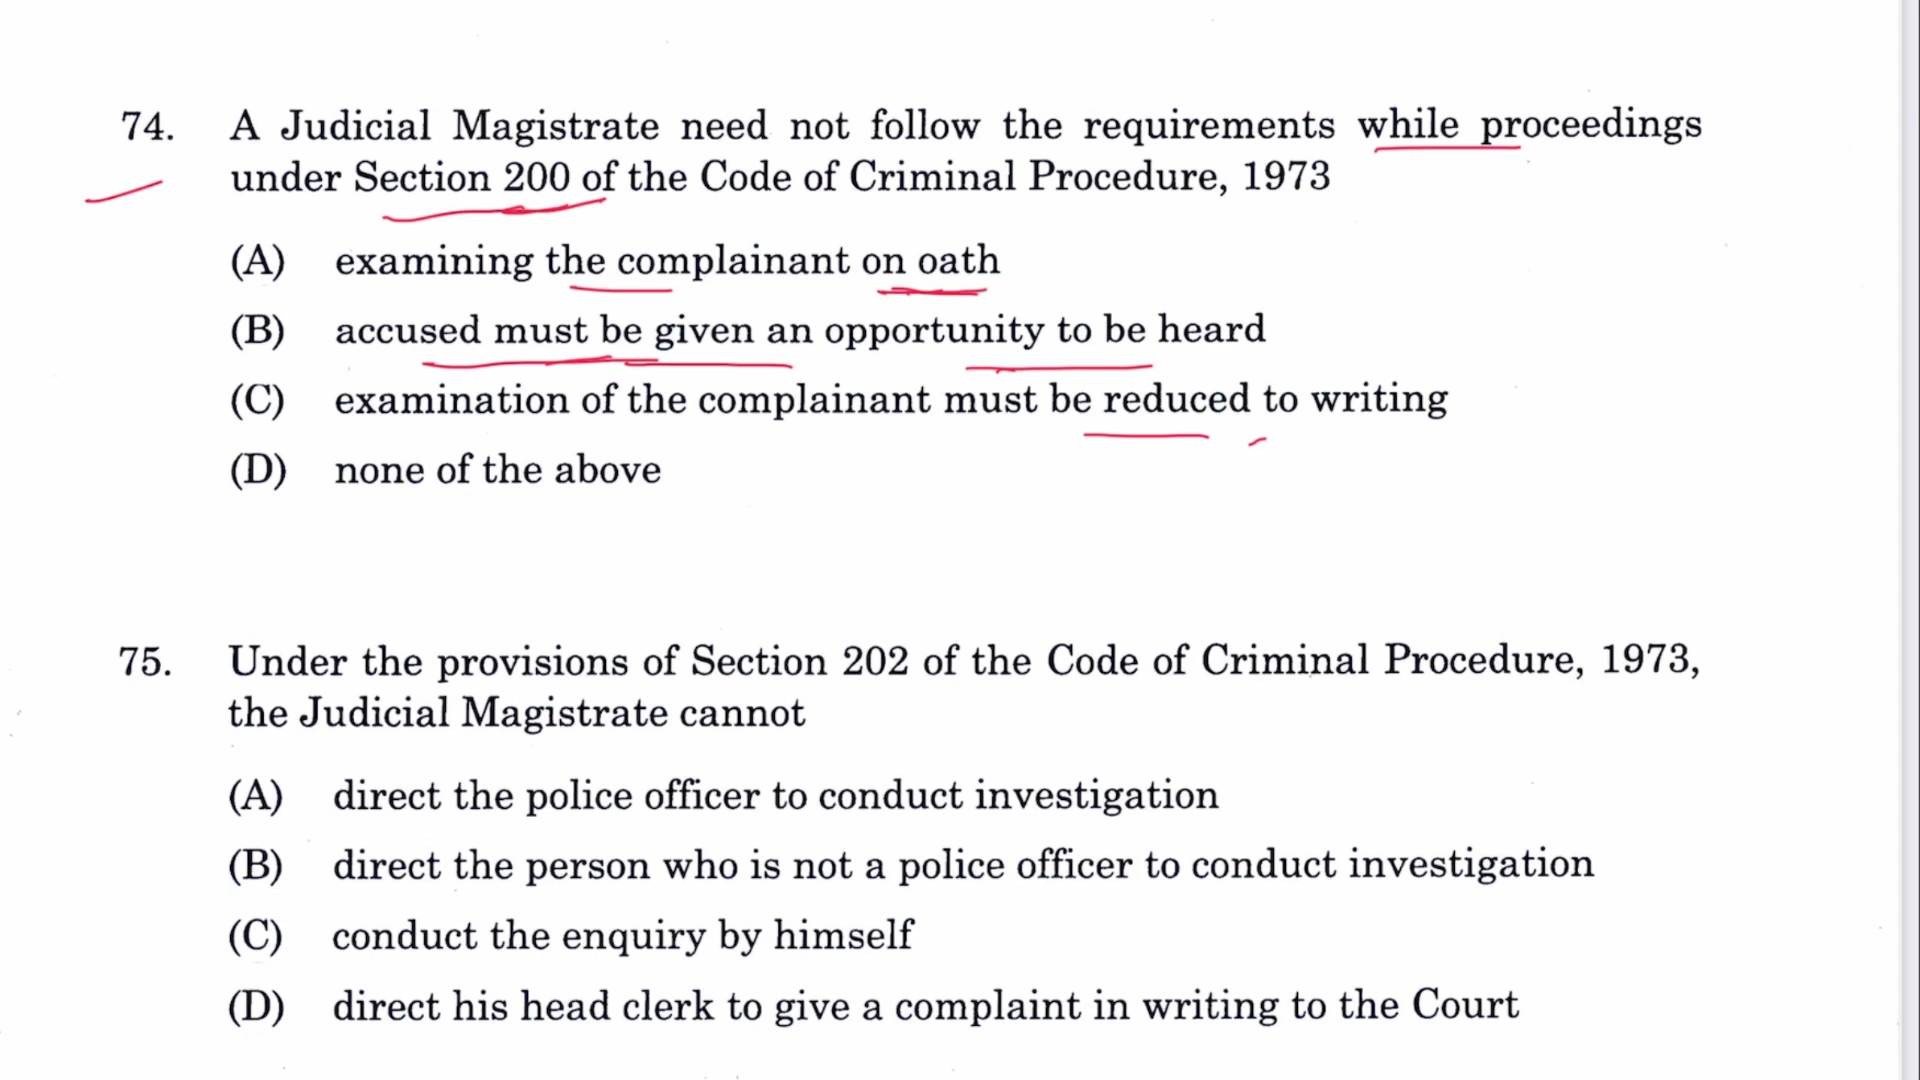 74. A Judicial Magistrate need not follow the requirements while proceedings
under Section 200 of the Code of Criminal Procedure, 1973
(A) examining the complainant on oath
(B) accused must be given an opportunity to be heard
(C) examination of the complainant must be reduced to writing
(D) none of the above
75. Under the provisions of Section 202 of the Code of Criminal Procedure, 1973,
the Judicial Magistrate cannot
(A) direct the police officer to conduct investigation
(B) direct the person who is not a police officer to conduct investigation
(C) conduct the enquiry by himself
(D) direct his head clerk to give a complaint in writing to the Court